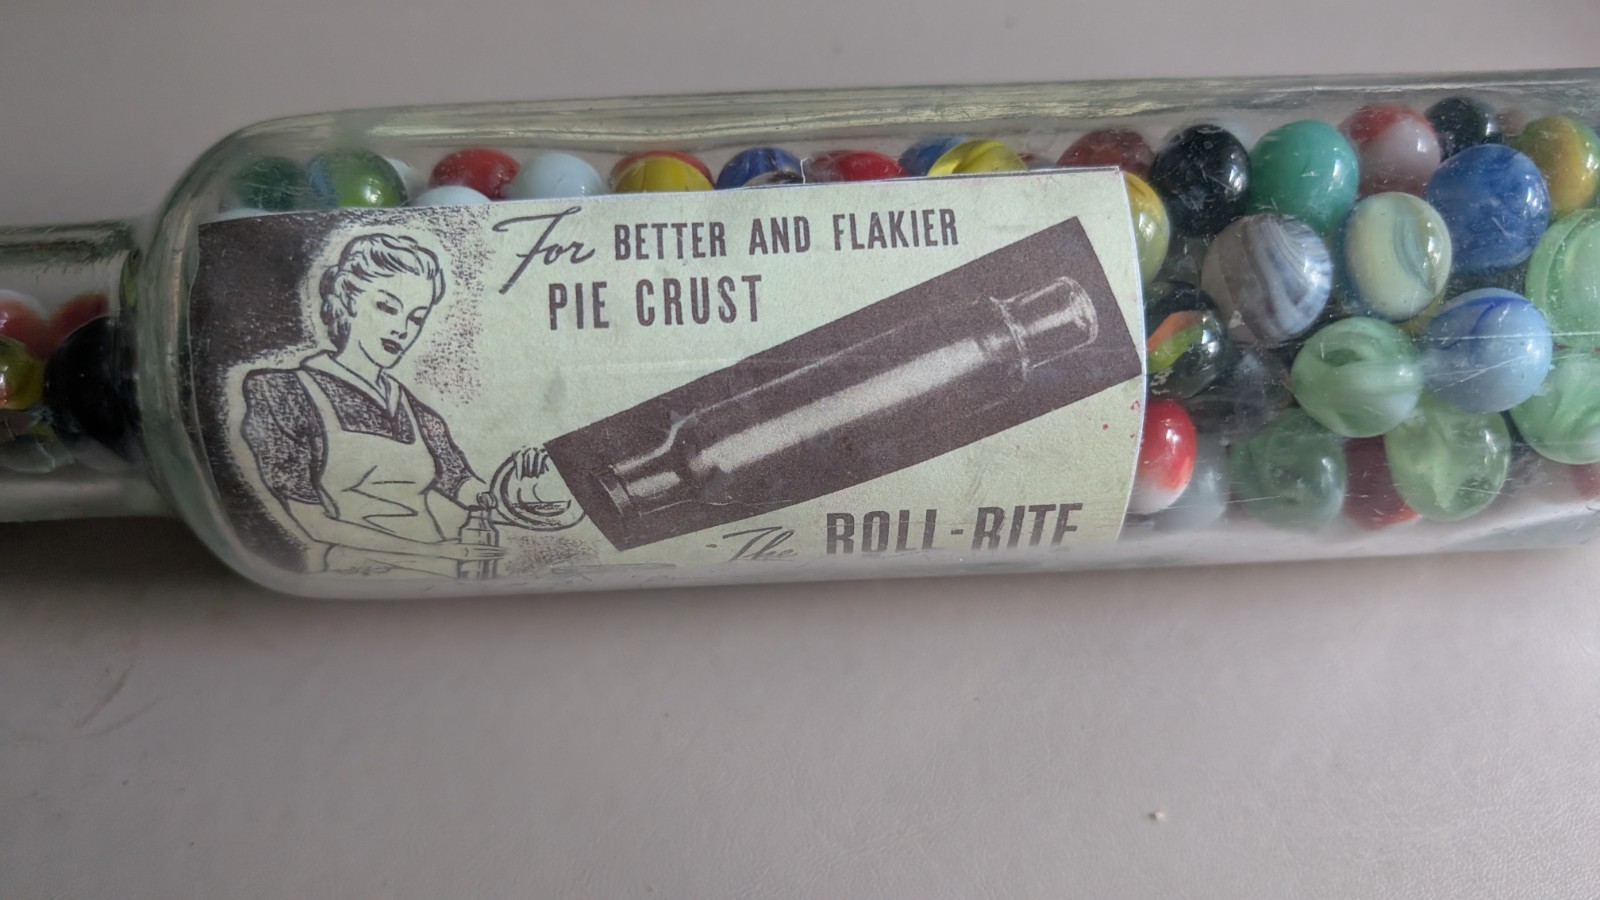 For BETTER AND FLAKIER
PIE CRUST
The ROLL-RITE